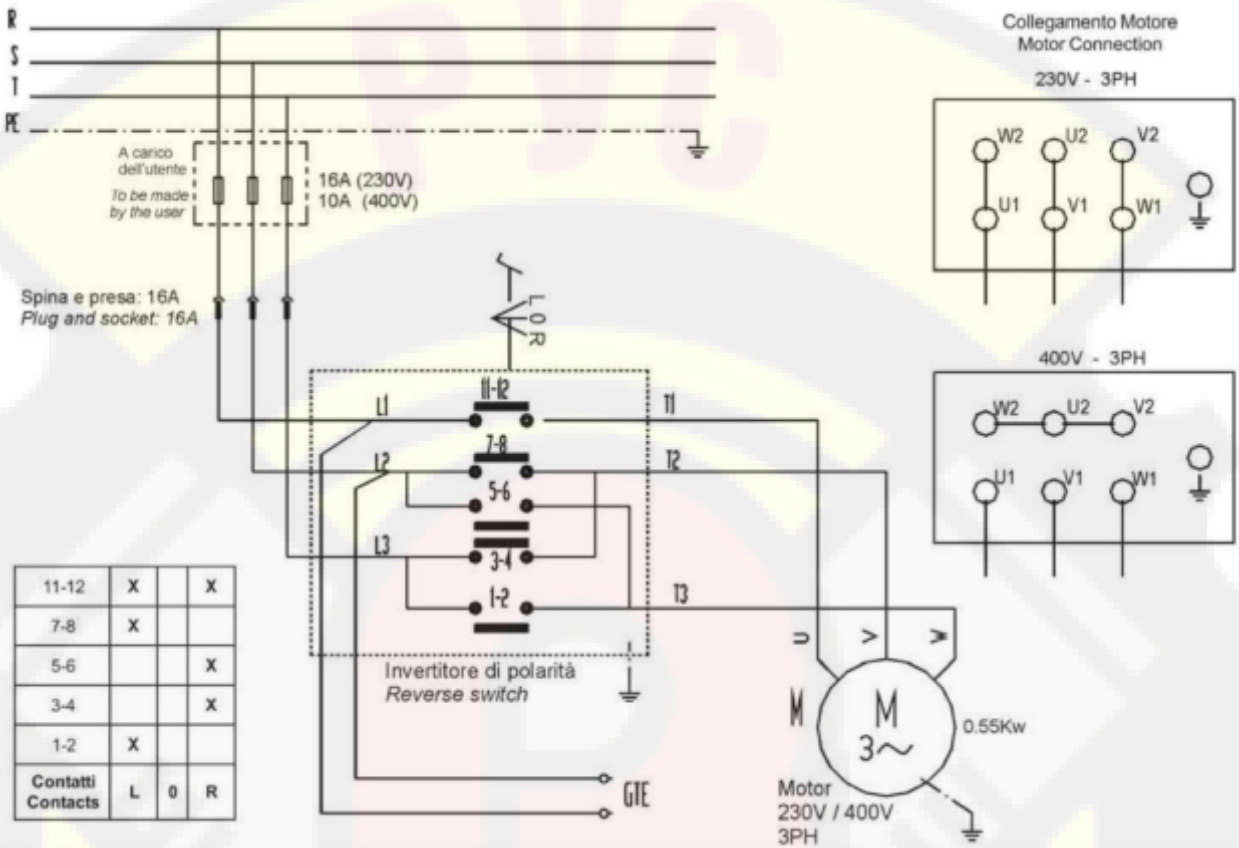 PVC
R
S
T
PE
A carico
dell'utente
To be made
by the user
16A (230V)
10A (400V)
Spina e presa: 16A
Plug and socket: 16A
L 0 R
11-12
L1
T1
7-8
L2
T2
5-6
L3
3-4
1-2
T3
Invertitore di polarità
Reverse switch
GTE
U
V
W
M
M
3~
0.55Kw
Motor
230V / 400V
3PH
11-12 X X
7-8 X
5-6 X
3-4 X
1-2 X
Contatti
Contacts L 0 R
Collegamento Motore
Motor Connection
230V - 3PH
W2 U2 V2
U1 V1 W1
400V - 3PH
W2 U2 V2
U1 V1 W1